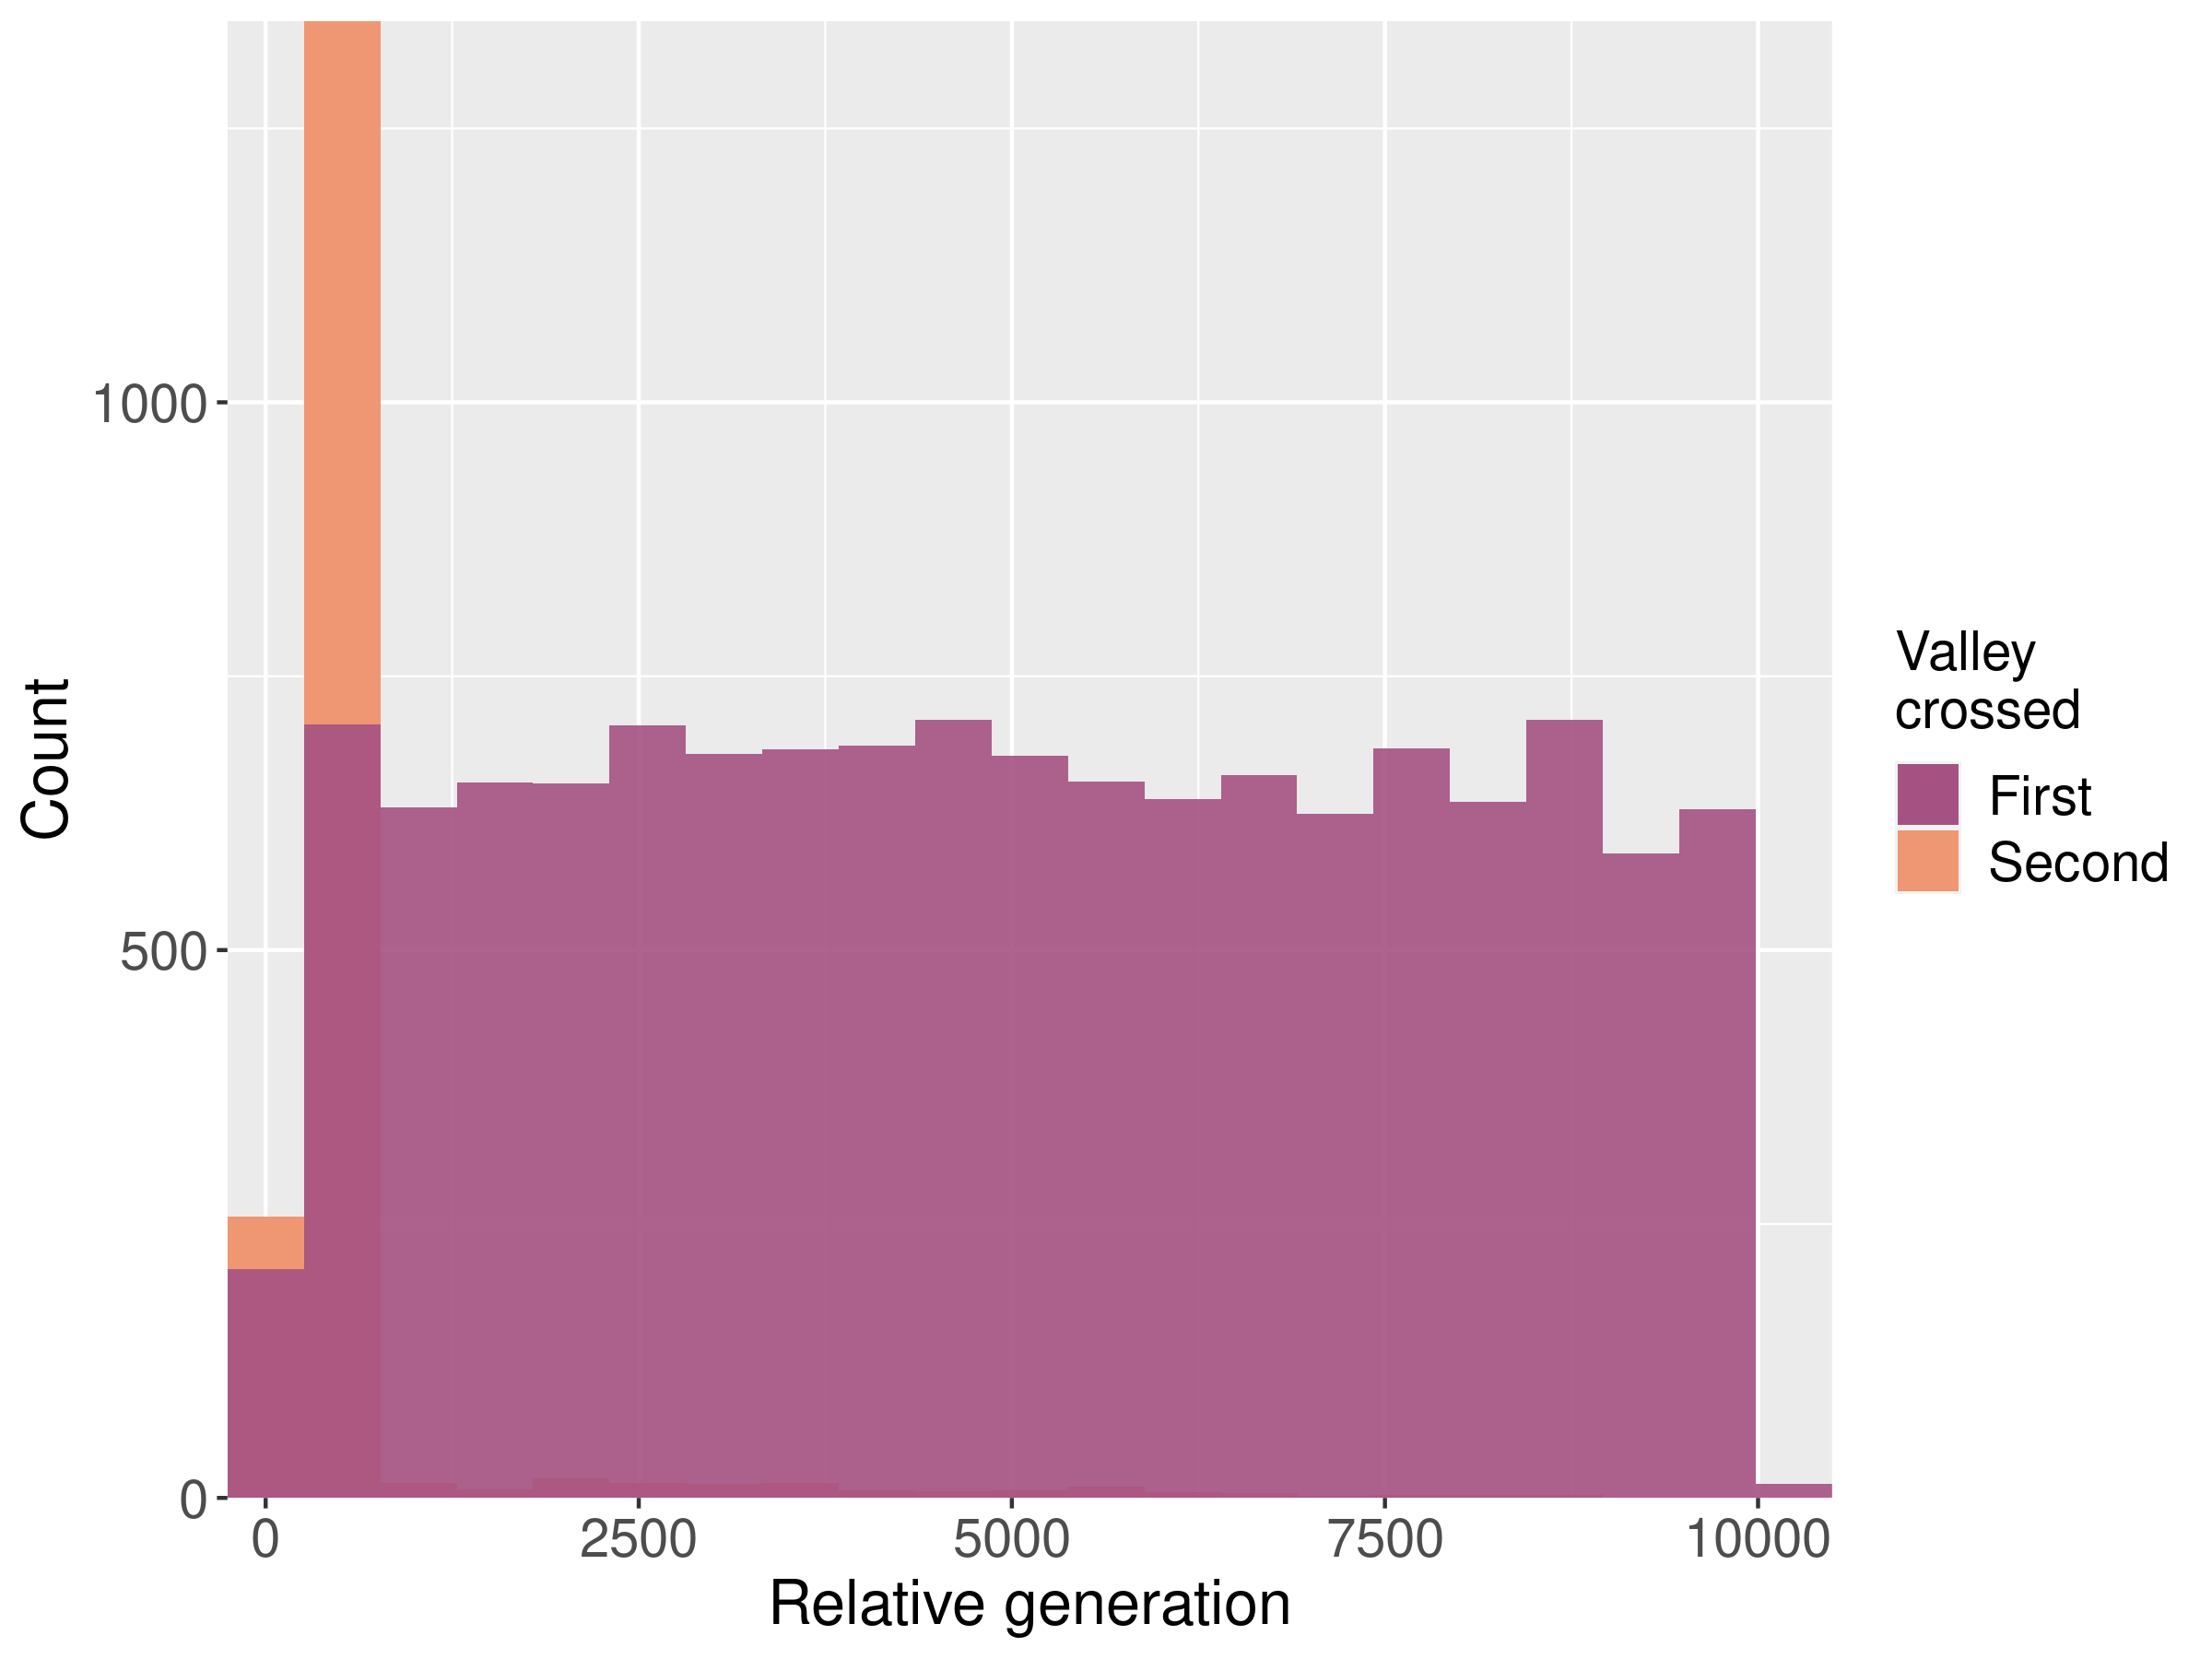 1000
500
0
Count
0 2500 5000 7500 10000
Relative generation
Valley
crossed
First
Second